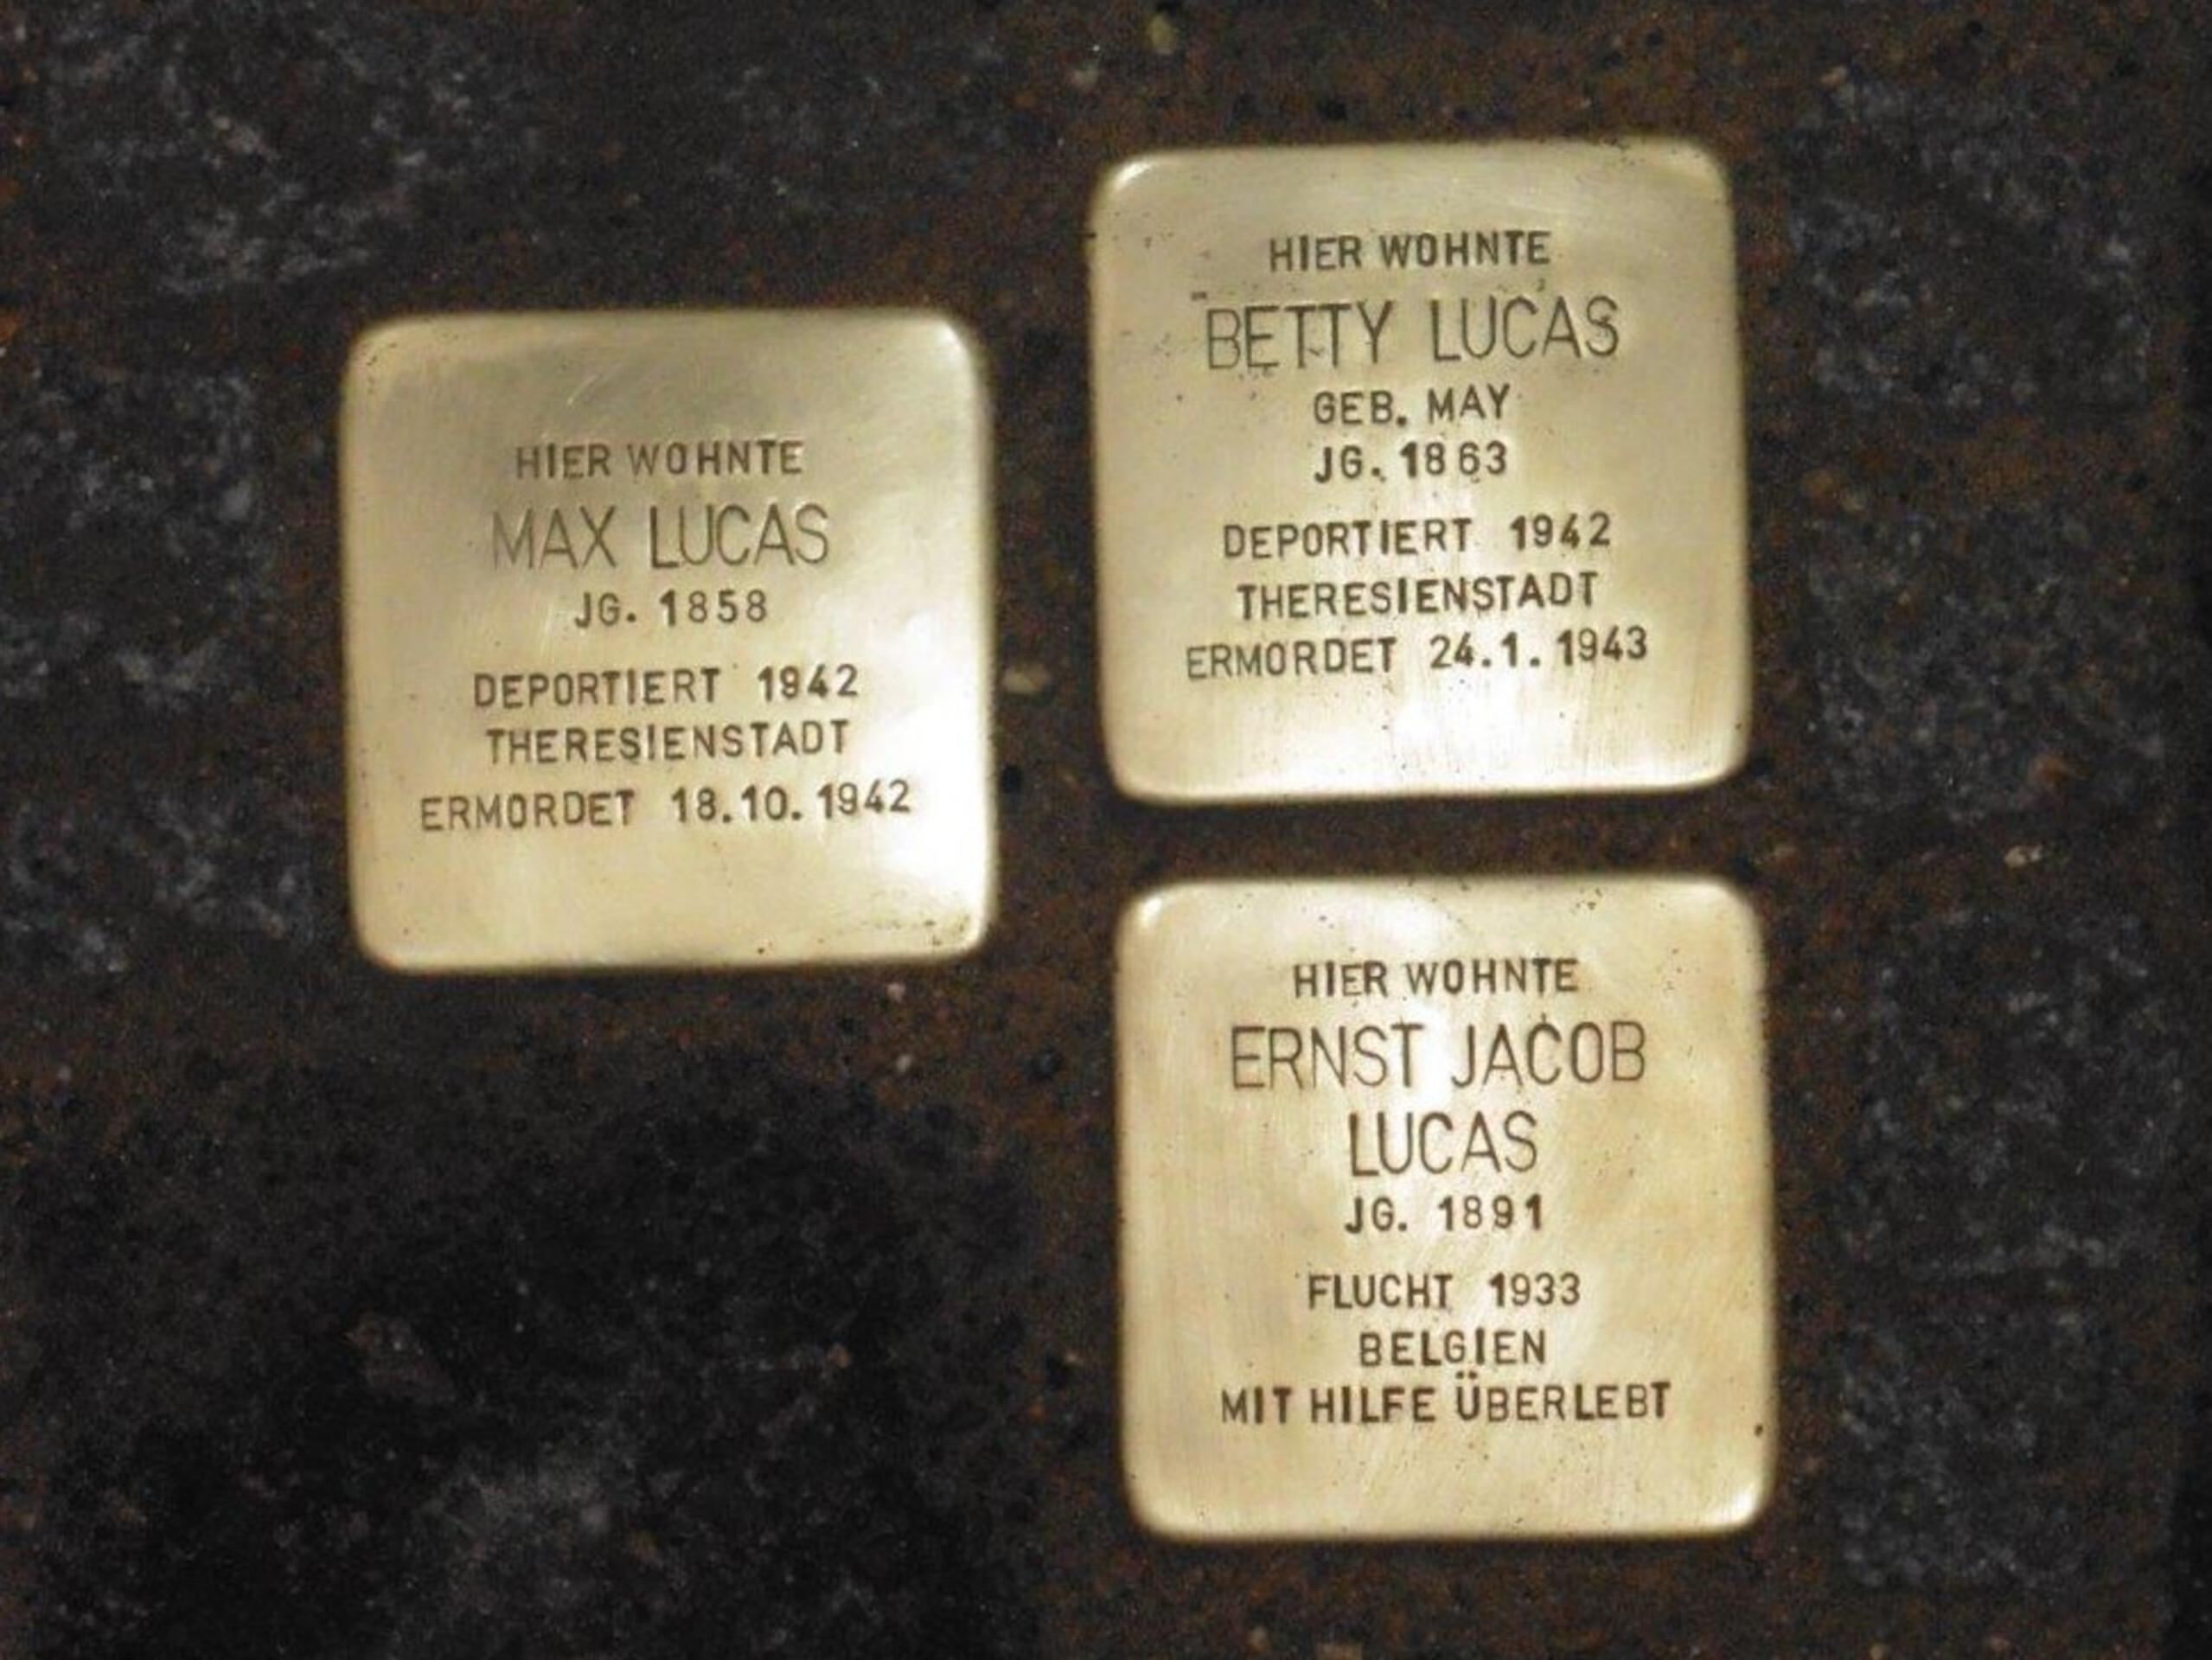 HIER WOHNTE
MAX LUCAS
JG. 1858
DEPORTIERT 1942
THERESIENSTADT
ERMORDET 18.10.1942
HIER WOHNTE
BETTY LUCAS
GEB. MAY
JG. 1863
DEPORTIERT 1942
THERESIENSTADT
ERMORDET 24.1.1943
HIER WOHNTE
ERNST JACOB
LUCAS
JG. 1891
FLUCHT 1933
BELGIEN
MIT HILFE ÜBERLEBT